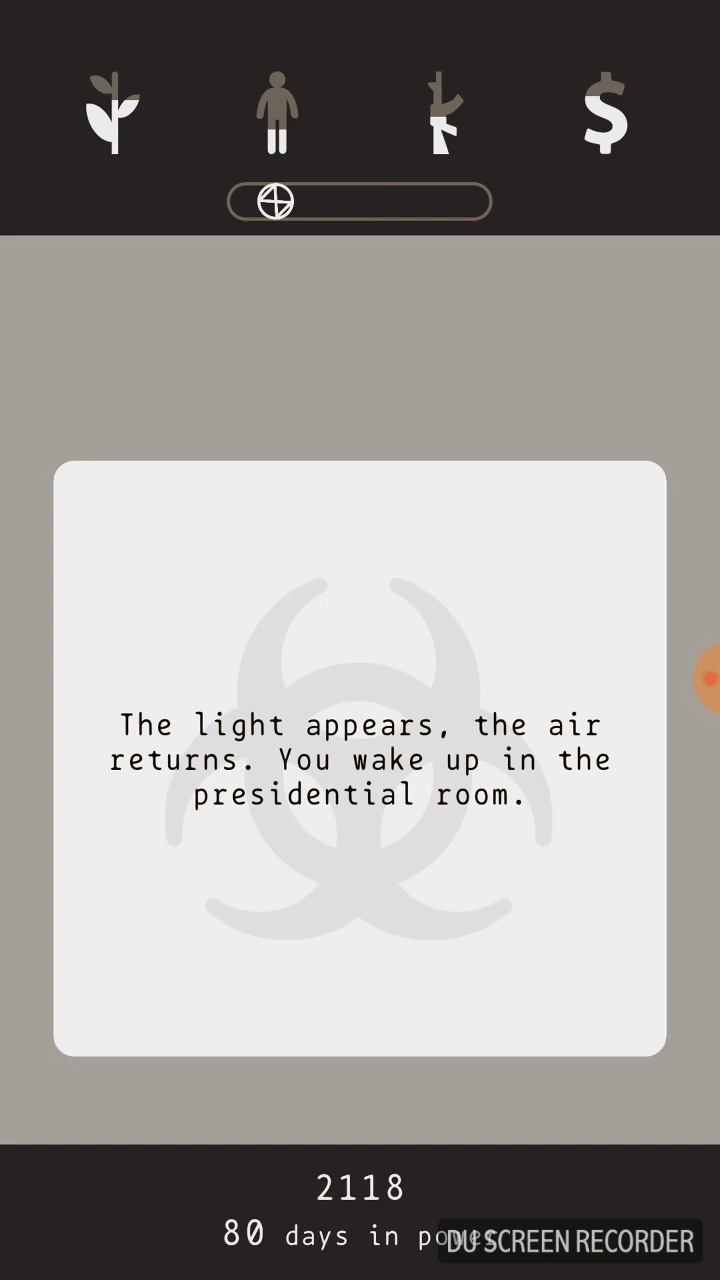 The light appears, the air
returns. You wake up in the
presidential room.
2118
80 days in power
DU SCREEN RECORDER